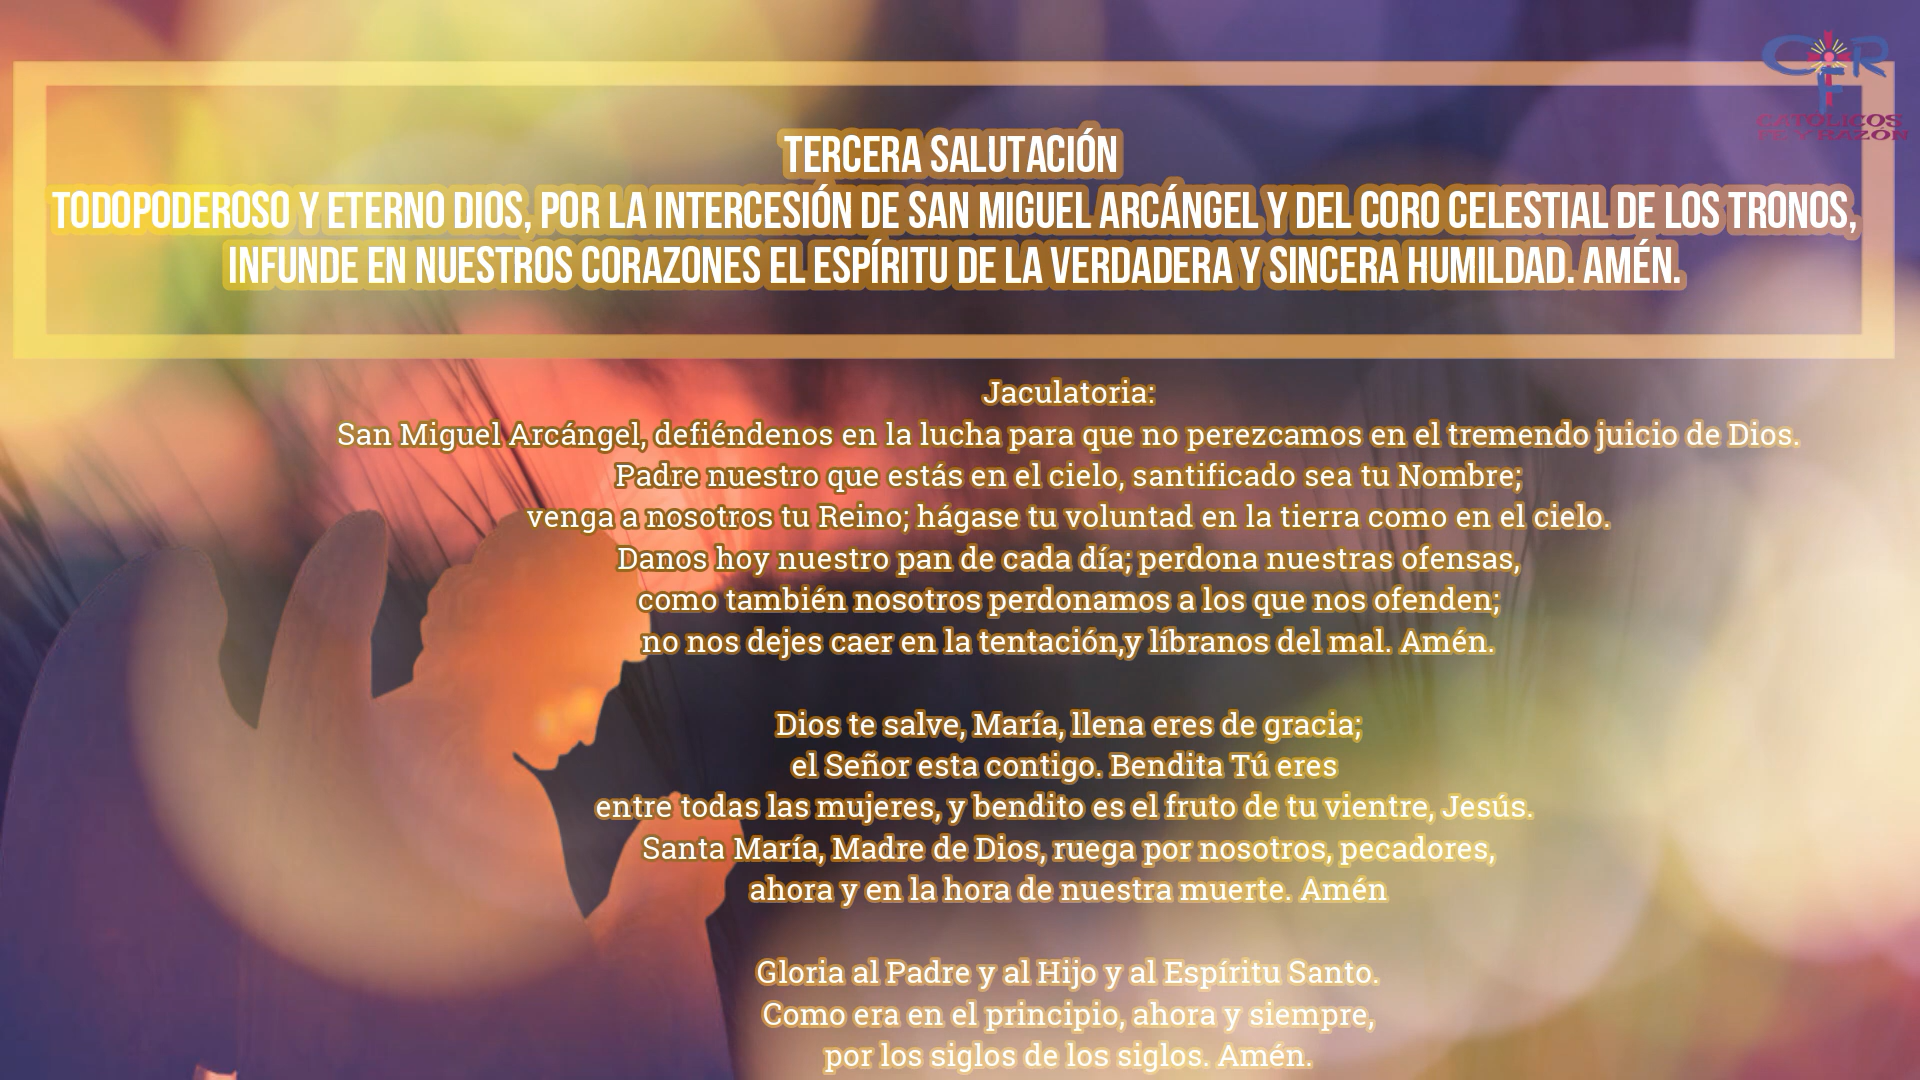 CFR
CATÓLICOS
FE Y RAZÓN
TERCERA SALUTACIÓN
TODOPODEROSO Y ETERNO DIOS, POR LA INTERCESIÓN DE SAN MIGUEL ARCÁNGEL Y DEL CORO CELESTIAL DE LOS TRONOS,
INFUNDE EN NUESTROS CORAZONES EL ESPÍRITU DE LA VERDADERA Y SINCERA HUMILDAD. AMÉN.
Jaculatoria:
San Miguel Arcángel, defiéndenos en la lucha para que no perezcamos en el tremendo juicio de Dios.
Padre nuestro que estás en el cielo, santificado sea tu Nombre;
venga a nosotros tu Reino; hágase tu voluntad en la tierra como en el cielo.
Danos hoy nuestro pan de cada día; perdona nuestras ofensas,
como también nosotros perdonamos a los que nos ofenden;
no nos dejes caer en la tentación,y líbranos del mal. Amén.
Dios te salve, María, llena eres de gracia;
el Señor esta contigo. Bendita Tú eres
entre todas las mujeres, y bendito es el fruto de tu vientre, Jesús.
Santa María, Madre de Dios, ruega por nosotros, pecadores,
ahora y en la hora de nuestra muerte. Amén
Gloria al Padre y al Hijo y al Espíritu Santo.
Como era en el principio, ahora y siempre,
por los siglos de los siglos. Amén.